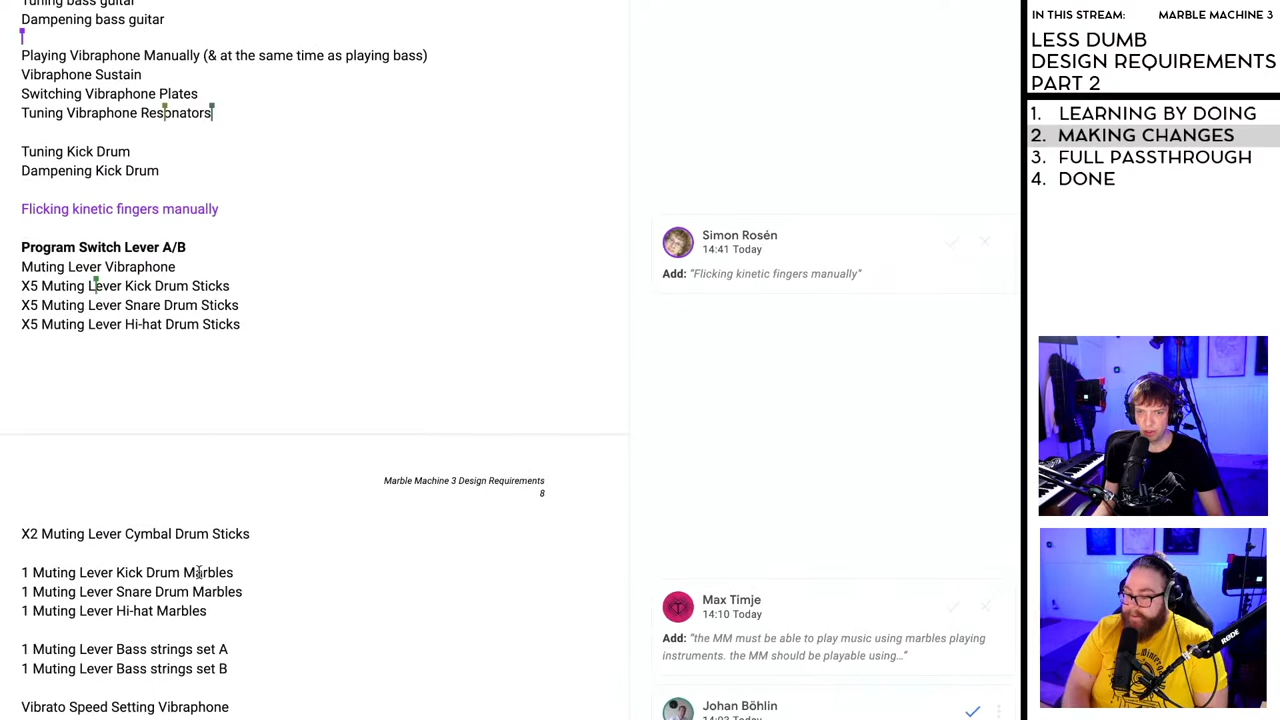 Tuning bass guitar
Dampening bass guitar
Playing Vibraphone Manually (& at the same time as playing bass)
Vibraphone Sustain
Switching Vibraphone Plates
Tuning Vibraphone Resonators
Tuning Kick Drum
Dampening Kick Drum
Flicking kinetic fingers manually
Program Switch Lever A/B
Muting Lever Vibraphone
X5 Muting Lever Kick Drum Sticks
X5 Muting Lever Snare Drum Sticks
X5 Muting Lever Hi-hat Drum Sticks
Marble Machine 3 Design Requirements
8
X2 Muting Lever Cymbal Drum Sticks
1 Muting Lever Kick Drum Marbles
1 Muting Lever Snare Drum Marbles
1 Muting Lever Hi-hat Marbles
1 Muting Lever Bass strings set A
1 Muting Lever Bass strings set B
Vibrato Speed Setting Vibraphone
Simon Rosén
14:41 Today
Add: "Flicking kinetic fingers manually"
Max Timje
14:10 Today
Add: "the MM must be able to play music using marbles playing
instruments. the MM should be playable using…"
Johan Böhlin
14:03 Today
IN THIS STREAM: MARBLE MACHINE 3
LESS DUMB
DESIGN REQUIREMENTS
PART 2
1. LEARNING BY DOING
2. MAKING CHANGES
3. FULL PASSTHROUGH
4. DONE
RØDE